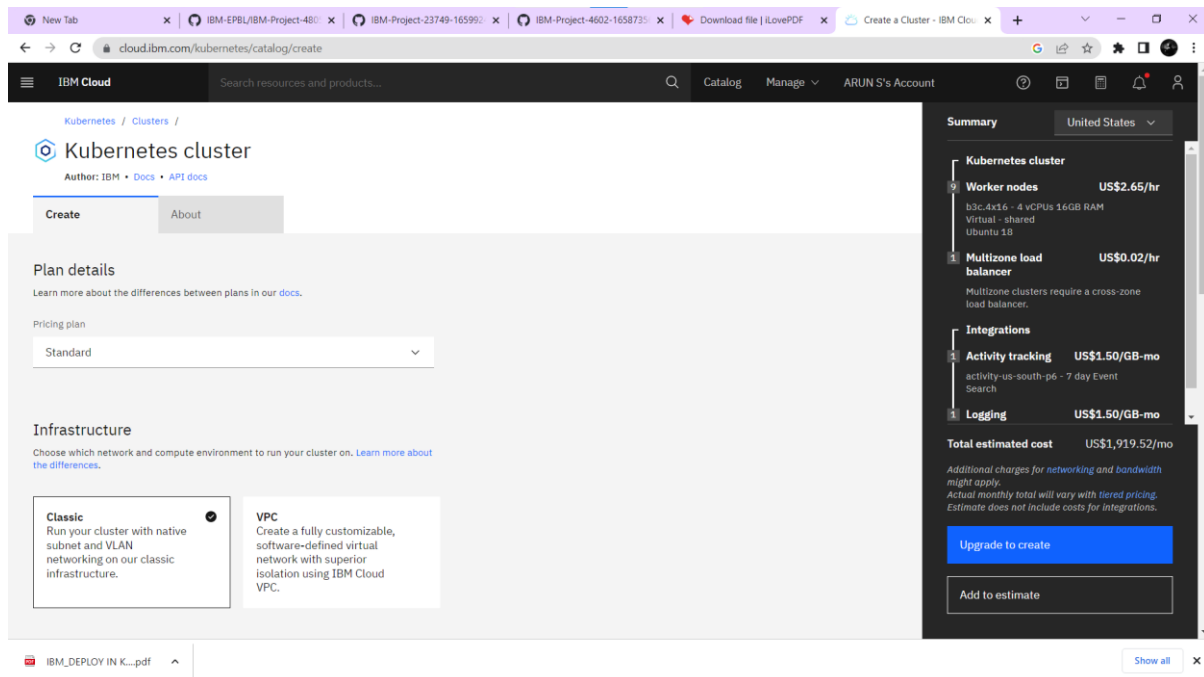 New Tab
IBM-EPBL/IBM-Project-480
IBM-Project-23749-165992
IBM-Project-4602-1658735
Download file | iLovePDF
Create a Cluster - IBM Clou
cloud.ibm.com/kubernetes/catalog/create
IBM Cloud
Search resources and products...
Catalog
Manage
ARUN S's Account
Kubernetes / Clusters /
Kubernetes cluster
Author: IBM • Docs • API docs
Create
About
Plan details
Learn more about the differences between plans in our docs.
Pricing plan
Standard
Infrastructure
Choose which network and compute environment to run your cluster on. Learn more about
the differences.
Classic
Run your cluster with native
subnet and VLAN
networking on our classic
infrastructure.
VPC
Create a fully customizable,
software-defined virtual
network with superior
isolation using IBM Cloud
VPC.
Summary
United States
Kubernetes cluster
9 Worker nodes US$2.65/hr
b3c.4x16 - 4 vCPUs 16GB RAM
Virtual - shared
Ubuntu 18
1 Multizone load US$0.02/hr
balancer
Multizone clusters require a cross-zone
load balancer.
Integrations
1 Activity tracking US$1.50/GB-mo
activity-us-south-p6 - 7 day Event
Search
1 Logging US$1.50/GB-mo
Total estimated cost US$1,919.52/mo
Additional charges for networking and bandwidth
might apply.
Actual monthly total will vary with tiered pricing.
Estimate does not include costs for integrations.
Upgrade to create
Add to estimate
IBM_DEPLOY IN K....pdf
Show all